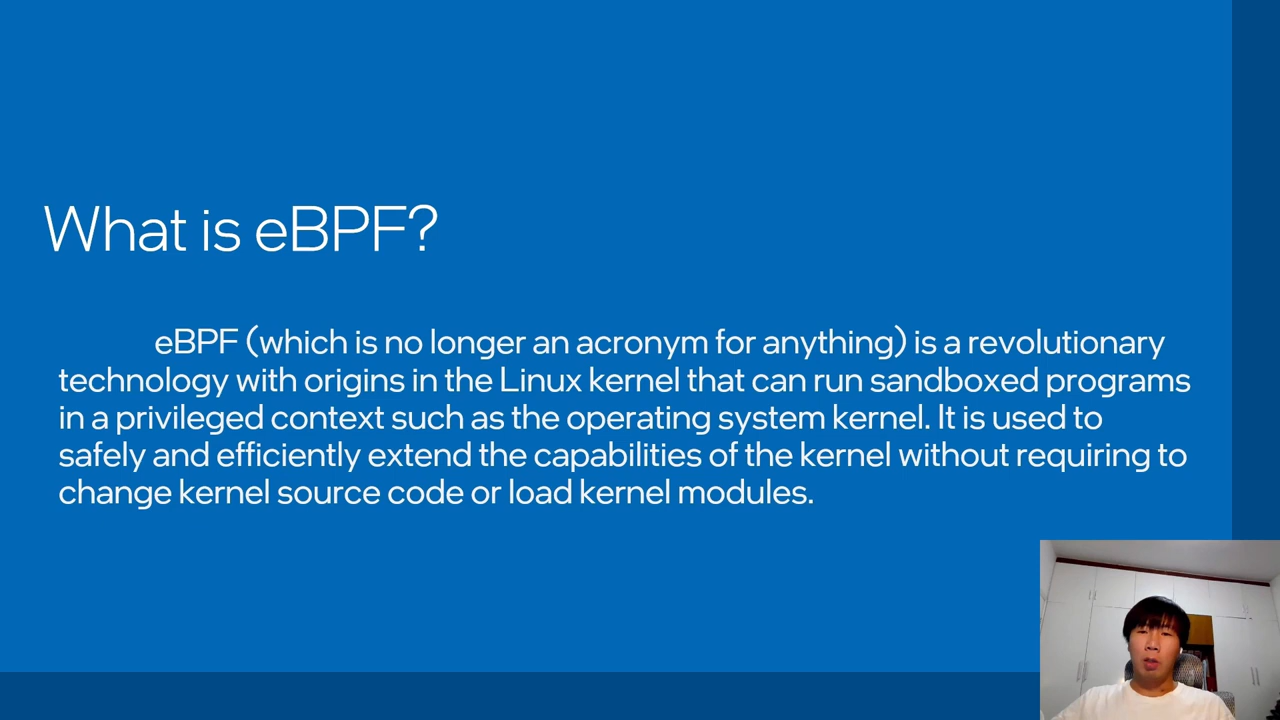 What is eBPF?
eBPF (which is no longer an acronym for anything) is a revolutionary
technology with origins in the Linux kernel that can run sandboxed programs
in a privileged context such as the operating system kernel. It is used to
safely and efficiently extend the capabilities of the kernel without requiring to
change kernel source code or load kernel modules.